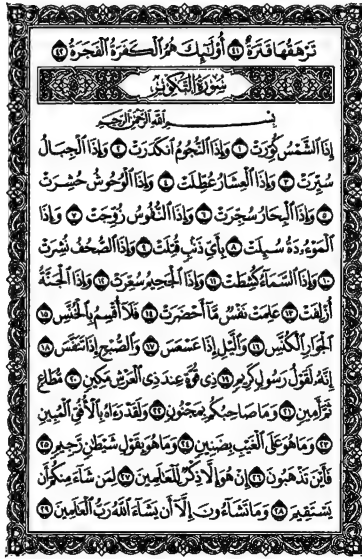 تَرْهَقُهَا قَتَرَةٌ ٤١ أُولَٰئِكَ هُمُ الْكَفَرَةُ الْفَجَرَةُ ٤٢
سُورَةُ التَّكْوِيرِ
بِسْمِ اللَّهِ الرَّحْمَٰنِ الرَّحِيمِ
إِذَا الشَّمْسُ كُوِّرَتْ ١ وَإِذَا النُّجُومُ انكَدَرَتْ ٢ وَإِذَا الْجِبَالُ
سُيِّرَتْ ٣ وَإِذَا الْعِشَارُ عُطِّلَتْ ٤ وَإِذَا الْوُحُوشُ حُشِرَتْ
٥ وَإِذَا الْبِحَارُ سُجِّرَتْ ٦ وَإِذَا النُّفُوسُ زُوِّجَتْ ٧ وَإِذَا
الْمَوْءُودَةُ سُئِلَتْ ٨ بِأَيِّ ذَنبٍ قُتِلَتْ ٩ وَإِذَا الصُّحُفُ نُشِرَتْ
١٠ وَإِذَا السَّمَاءُ كُشِطَتْ ١١ وَإِذَا الْجَحِيمُ سُعِّرَتْ ١٢ وَإِذَا الْجَنَّةُ
أُزْلِفَتْ ١٣ عَلِمَتْ نَفْسٌ مَّا أَحْضَرَتْ ١٤ فَلَا أُقْسِمُ بِالْخُنَّسِ ١٥
الْجَوَارِ الْكُنَّسِ ١٦ وَاللَّيْلِ إِذَا عَسْعَسَ ١٧ وَالصُّبْحِ إِذَا تَنَفَّسَ ١٨
إِنَّهُ لَقَوْلُ رَسُولٍ كَرِيمٍ ١٩ ذِي قُوَّةٍ عِندَ ذِي الْعَرْشِ مَكِينٍ ٢٠ مُّطَاعٍ
ثَمَّ أَمِينٍ ٢١ وَمَا صَاحِبُكُم بِمَجْنُونٍ ٢٢ وَلَقَدْ رَآهُ بِالْأُفُقِ الْمُبِينِ
٢٣ وَمَا هُوَ عَلَى الْغَيْبِ بِضَنِينٍ ٢٤ وَمَا هُوَ بِقَوْلِ شَيْطَانٍ رَّجِيمٍ ٢٥
فَأَيْنَ تَذْهَبُونَ ٢٦ إِنْ هُوَ إِلَّا ذِكْرٌ لِّلْعَالَمِينَ ٢٧ لِمَن شَاءَ مِنكُمْ أَن
يَسْتَقِيمَ ٢٨ وَمَا تَشَاءُونَ إِلَّا أَن يَشَاءَ اللَّهُ رَبُّ الْعَالَمِينَ ٢٩